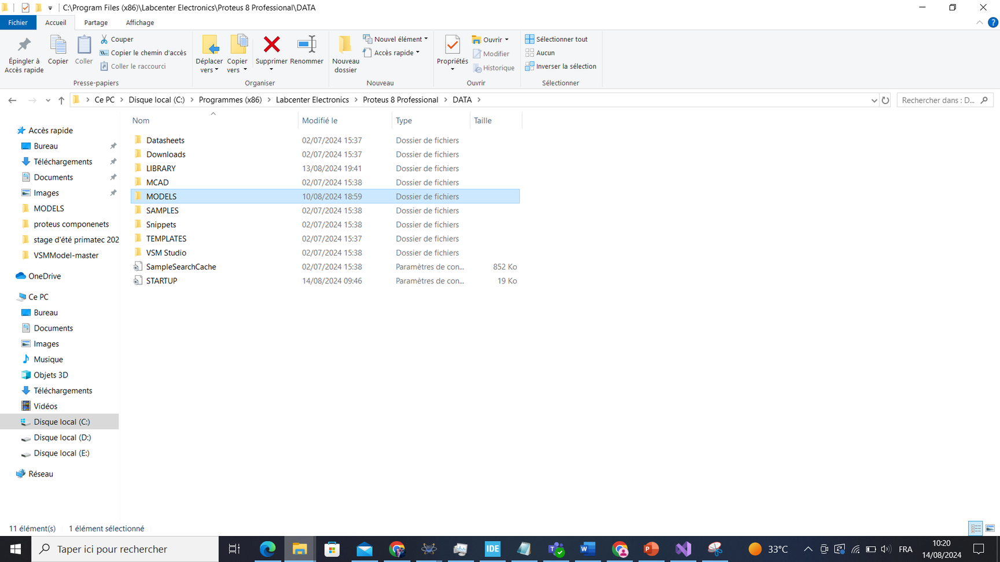 C:\Program Files (x86)\Labcenter Electronics\Proteus 8 Professional\DATA
Fichier Accueil Partage Affichage
Épingler à Accès rapide
Copier
Coller
Couper
Copier le chemin d'accès
Coller le raccourci
Presse-papiers
Déplacer vers
Copier vers
Supprimer
Renommer
Organiser
Nouveau dossier
Nouvel élément
Accès rapide
Nouveau
Propriétés
Ouvrir
Modifier
Historique
Ouvrir
Sélectionner tout
Aucun
Inverser la sélection
Sélectionner
Ce PC > Disque local (C:) > Programmes (x86) > Labcenter Electronics > Proteus 8 Professional > DATA >
Rechercher dans : D...
Accès rapide
Bureau
Téléchargements
Documents
Images
MODELS
proteus componenets
stage d'été primatec 202
VSMModel-master
OneDrive
Ce PC
Bureau
Documents
Images
Musique
Objets 3D
Téléchargements
Vidéos
Disque local (C:)
Disque local (D:)
Disque local (E:)
Réseau
Nom Modifié le Type Taille
Datasheets 02/07/2024 15:37 Dossier de fichiers
Downloads 02/07/2024 15:37 Dossier de fichiers
LIBRARY 13/08/2024 19:41 Dossier de fichiers
MCAD 02/07/2024 15:38 Dossier de fichiers
MODELS 10/08/2024 18:59 Dossier de fichiers
SAMPLES 02/07/2024 15:38 Dossier de fichiers
Snippets 02/07/2024 15:38 Dossier de fichiers
TEMPLATES 02/07/2024 15:37 Dossier de fichiers
VSM Studio 02/07/2024 15:38 Dossier de fichiers
SampleSearchCache 02/07/2024 15:38 Paramètres de con... 852 Ko
STARTUP 14/08/2024 09:46 Paramètres de con... 19 Ko
11 élément(s) 1 élément sélectionné
Taper ici pour rechercher
IDE
33°C
FRA
10:20
14/08/2024